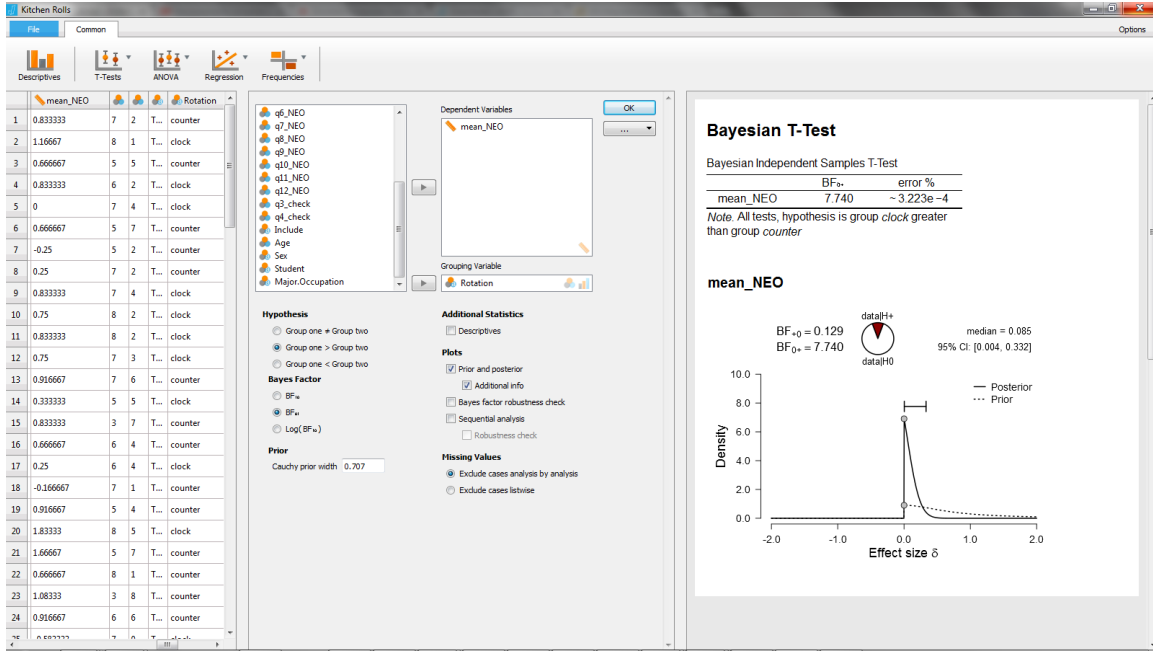 Kitchen Rolls
File Common Options
Descriptives T-Tests ANOVA Regression Frequencies
mean_NEO Rotation
1 0.833333 7 2 T... counter
2 1.16667 8 1 T... clock
3 0.666667 5 5 T... counter
4 0.833333 6 2 T... clock
5 0 7 4 T... clock
6 0.666667 5 7 T... counter
7 -0.25 5 2 T... counter
8 0.25 7 2 T... counter
9 0.833333 7 4 T... clock
10 0.75 8 2 T... clock
11 0.833333 8 2 T... clock
12 0.75 7 3 T... clock
13 0.916667 7 6 T... counter
14 0.333333 5 5 T... counter
15 0.833333 3 7 T... counter
16 0.666667 6 4 T... counter
17 0.25 6 4 T... clock
18 -0.166667 7 1 T... counter
19 0.916667 5 4 T... counter
20 1.83333 8 5 T... clock
21 1.66667 5 7 T... counter
22 0.666667 8 1 T... counter
23 1.08333 3 8 T... counter
24 0.916667 6 6 T... counter
q6_NEO
q7_NEO
q8_NEO
q9_NEO
q10_NEO
q11_NEO
q12_NEO
q3_check
q4_check
Include
Age
Sex
Student
Major.Occupation
Dependent Variables
mean_NEO
OK
...
Grouping Variable
Rotation
Hypothesis
Group one ≠ Group two
Group one > Group two
Group one < Group two
Bayes Factor
BF₁₀
BF₀₁
Log(BF₁₀)
Prior
Cauchy prior width 0.707
Additional Statistics
Descriptives
Plots
Prior and posterior
Additional info
Bayes factor robustness check
Sequential analysis
Robustness check
Missing Values
Exclude cases analysis by analysis
Exclude cases listwise
Bayesian T-Test
Bayesian Independent Samples T-Test
BF₀₊ error %
mean_NEO 7.740 ~ 3.223e −4
Note. All tests, hypothesis is group clock greater
than group counter
mean_NEO
data|H+
BF₊₀ = 0.129
BF₀₊ = 7.740
data|H0
median = 0.085
95% CI: [0.004, 0.332]
Posterior
Prior
10.0
8.0
6.0
4.0
2.0
0.0
Density
-2.0 -1.0 0.0 1.0 2.0
Effect size δ